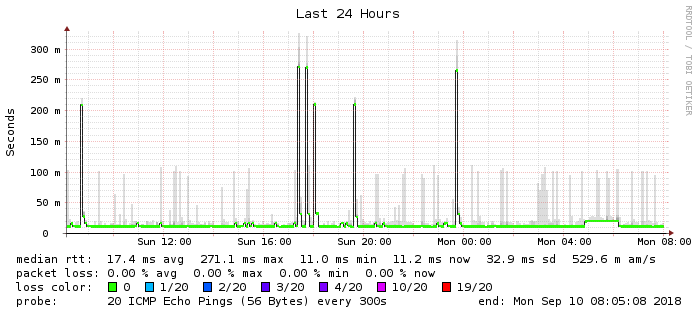 Last 24 Hours
RRDTOOL / TOBI OETIKER
Seconds
300 m
250 m
200 m
150 m
100 m
50 m
0
Sun 12:00 Sun 16:00 Sun 20:00 Mon 00:00 Mon 04:00 Mon 08:00
median rtt: 17.4 ms avg 271.1 ms max 11.0 ms min 11.2 ms now 32.9 ms sd 529.6 m am/s
packet loss: 0.00 % avg 0.00 % max 0.00 % min 0.00 % now
loss color: 0 1/20 2/20 3/20 4/20 10/20 19/20
probe: 20 ICMP Echo Pings (56 Bytes) every 300s end: Mon Sep 10 08:05:08 2018